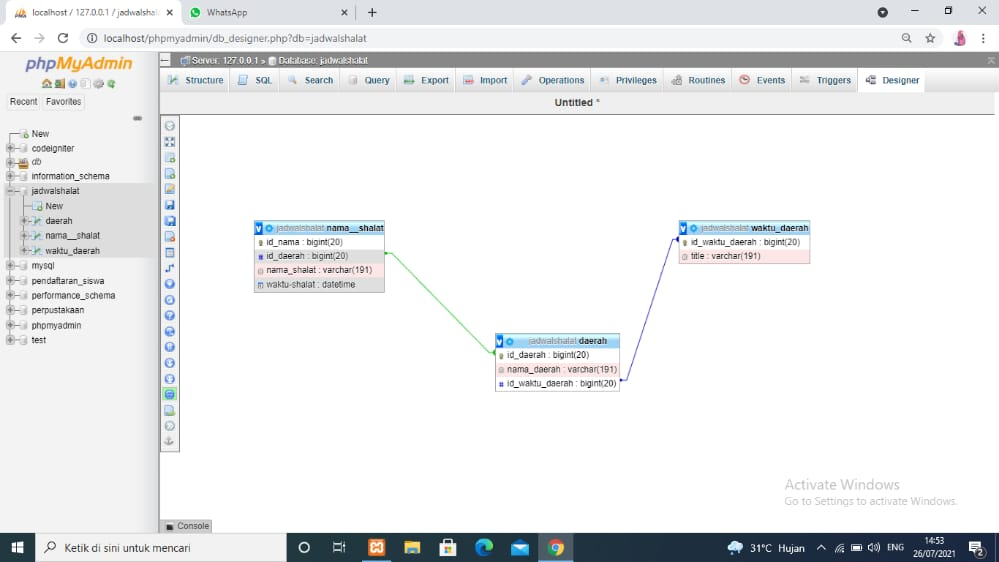 localhost / 127.0.0.1 / jadwalshal
WhatsApp
localhost/phpmyadmin/db_designer.php?db=jadwalshalat
phpMyAdmin
Recent Favorites
New
codeigniter
db
information_schema
jadwalshalat
New
daerah
nama__shalat
waktu_daerah
mysql
pendaftaran_siswa
performance_schema
perpustakaan
phpmyadmin
test
Server: 127.0.0.1 » Database: jadwalshalat
Structure SQL Search Query Export Import Operations Privileges Routines Events Triggers Designer
Untitled *
jadwalshalat nama__shalat
id_nama : bigint(20)
id_daerah : bigint(20)
nama_shalat : varchar(191)
waktu-shalat : datetime
jadwalshalat waktu_daerah
id_waktu_daerah : bigint(20)
title : varchar(191)
jadwalshalat daerah
id_daerah : bigint(20)
nama_daerah : varchar(191)
id_waktu_daerah : bigint(20)
Activate Windows
Go to Settings to activate Windows.
Console
Ketik di sini untuk mencari
31°C Hujan
ENG
14:53
26/07/2021
2